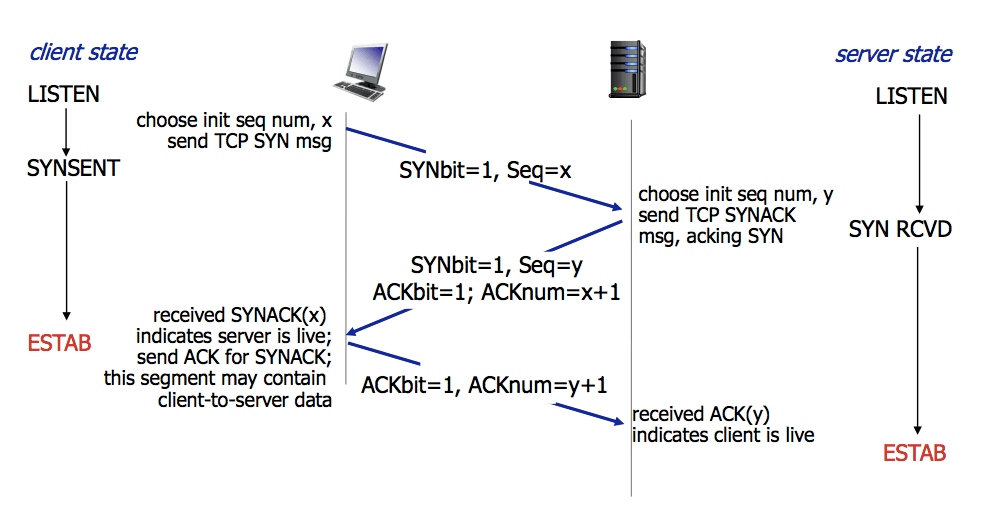 client state
server state
LISTEN
LISTEN
choose init seq num, x
send TCP SYN msg
SYNSENT
SYNbit=1, Seq=x
choose init seq num, y
send TCP SYNACK
msg, acking SYN
SYN RCVD
SYNbit=1, Seq=y
ACKbit=1; ACKnum=x+1
received SYNACK(x)
indicates server is live;
send ACK for SYNACK;
this segment may contain
client-to-server data
ESTAB
ACKbit=1, ACKnum=y+1
received ACK(y)
indicates client is live
ESTAB